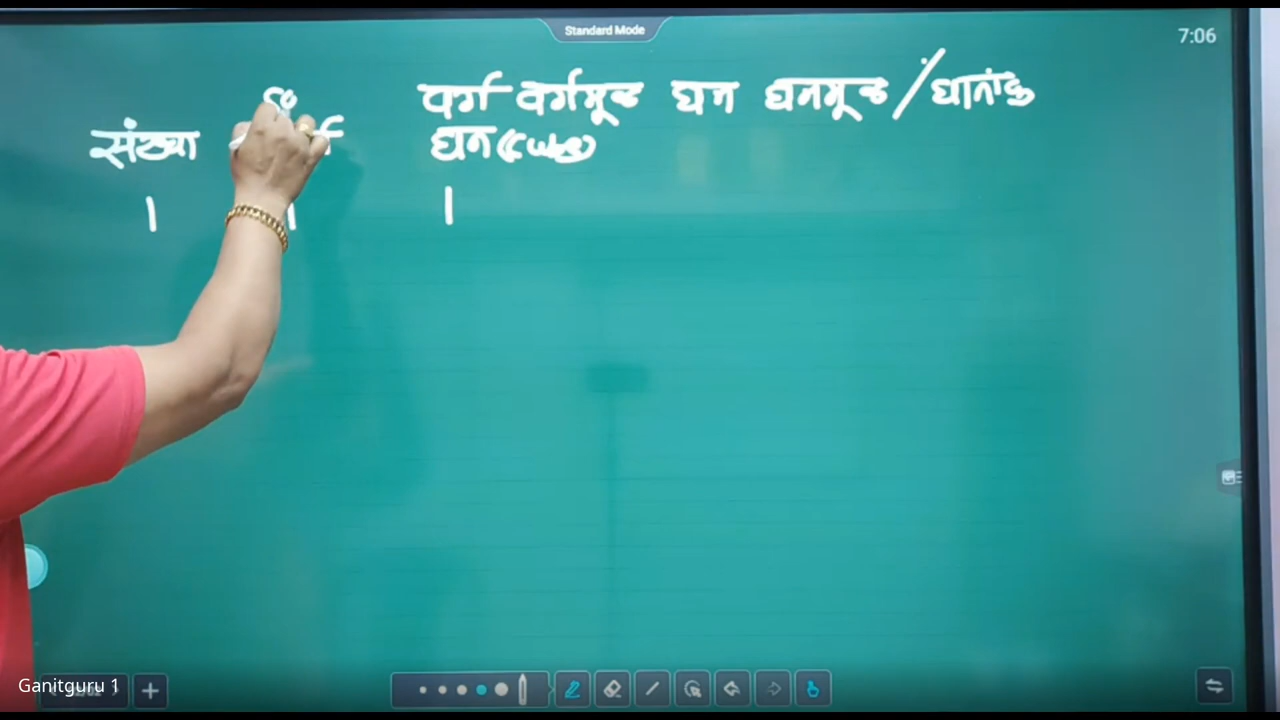 Standard Mode
7:06
वर्ग वर्गमूळ घन घनमूळ / घातांक
संख्या घन (cube)
1 1 1
Ganitguru 1